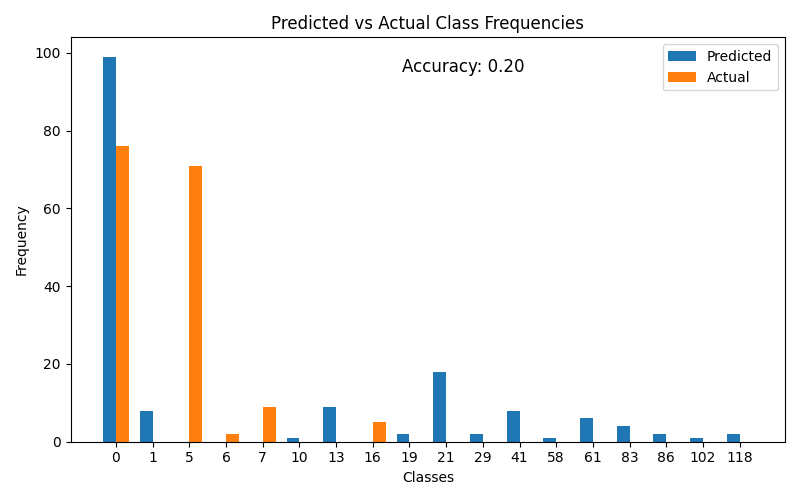 Predicted vs Actual Class Frequencies
Accuracy: 0.20
Predicted
Actual
Frequency
100
80
60
40
20
0
0 1 5 6 7 10 13 16 19 21 29 41 58 61 83 86 102 118
Classes